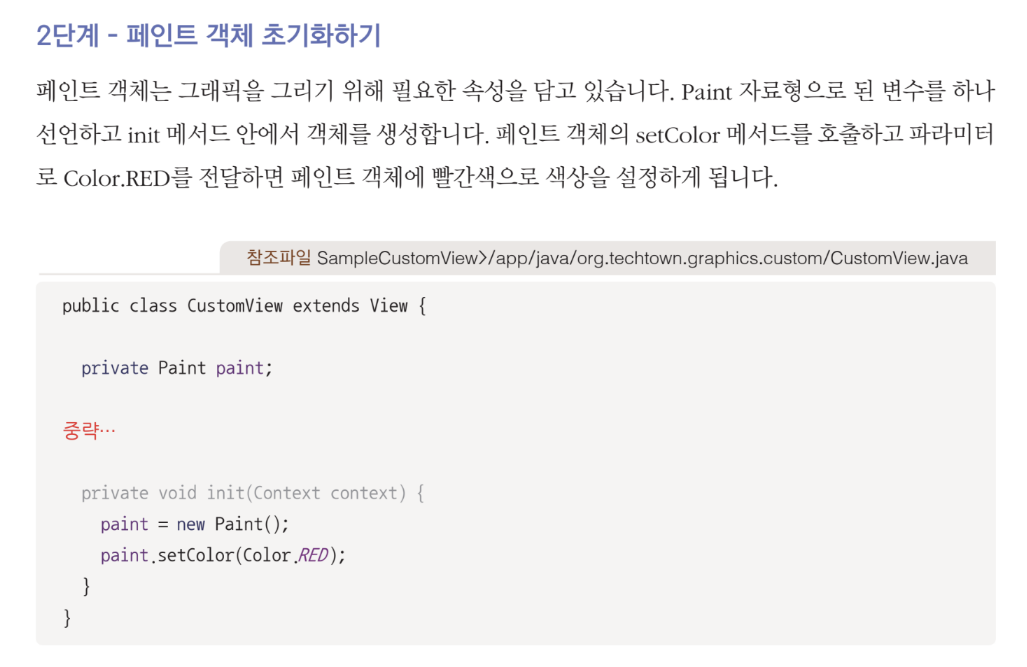 2단계 - 페인트 객체 초기화하기
페인트 객체는 그래픽을 그리기 위해 필요한 속성을 담고 있습니다. Paint 자료형으로 된 변수를 하나
선언하고 init 메서드 안에서 객체를 생성합니다. 페인트 객체의 setColor 메서드를 호출하고 파라미터
로 Color.RED를 전달하면 페인트 객체에 빨간색으로 색상을 설정하게 됩니다.
참조파일 SampleCustomView>/app/java/org.techtown.graphics.custom/CustomView.java
public class CustomView extends View {
private Paint paint;
중략…
private void init(Context context) {
paint = new Paint();
paint.setColor(Color.RED);
}
}